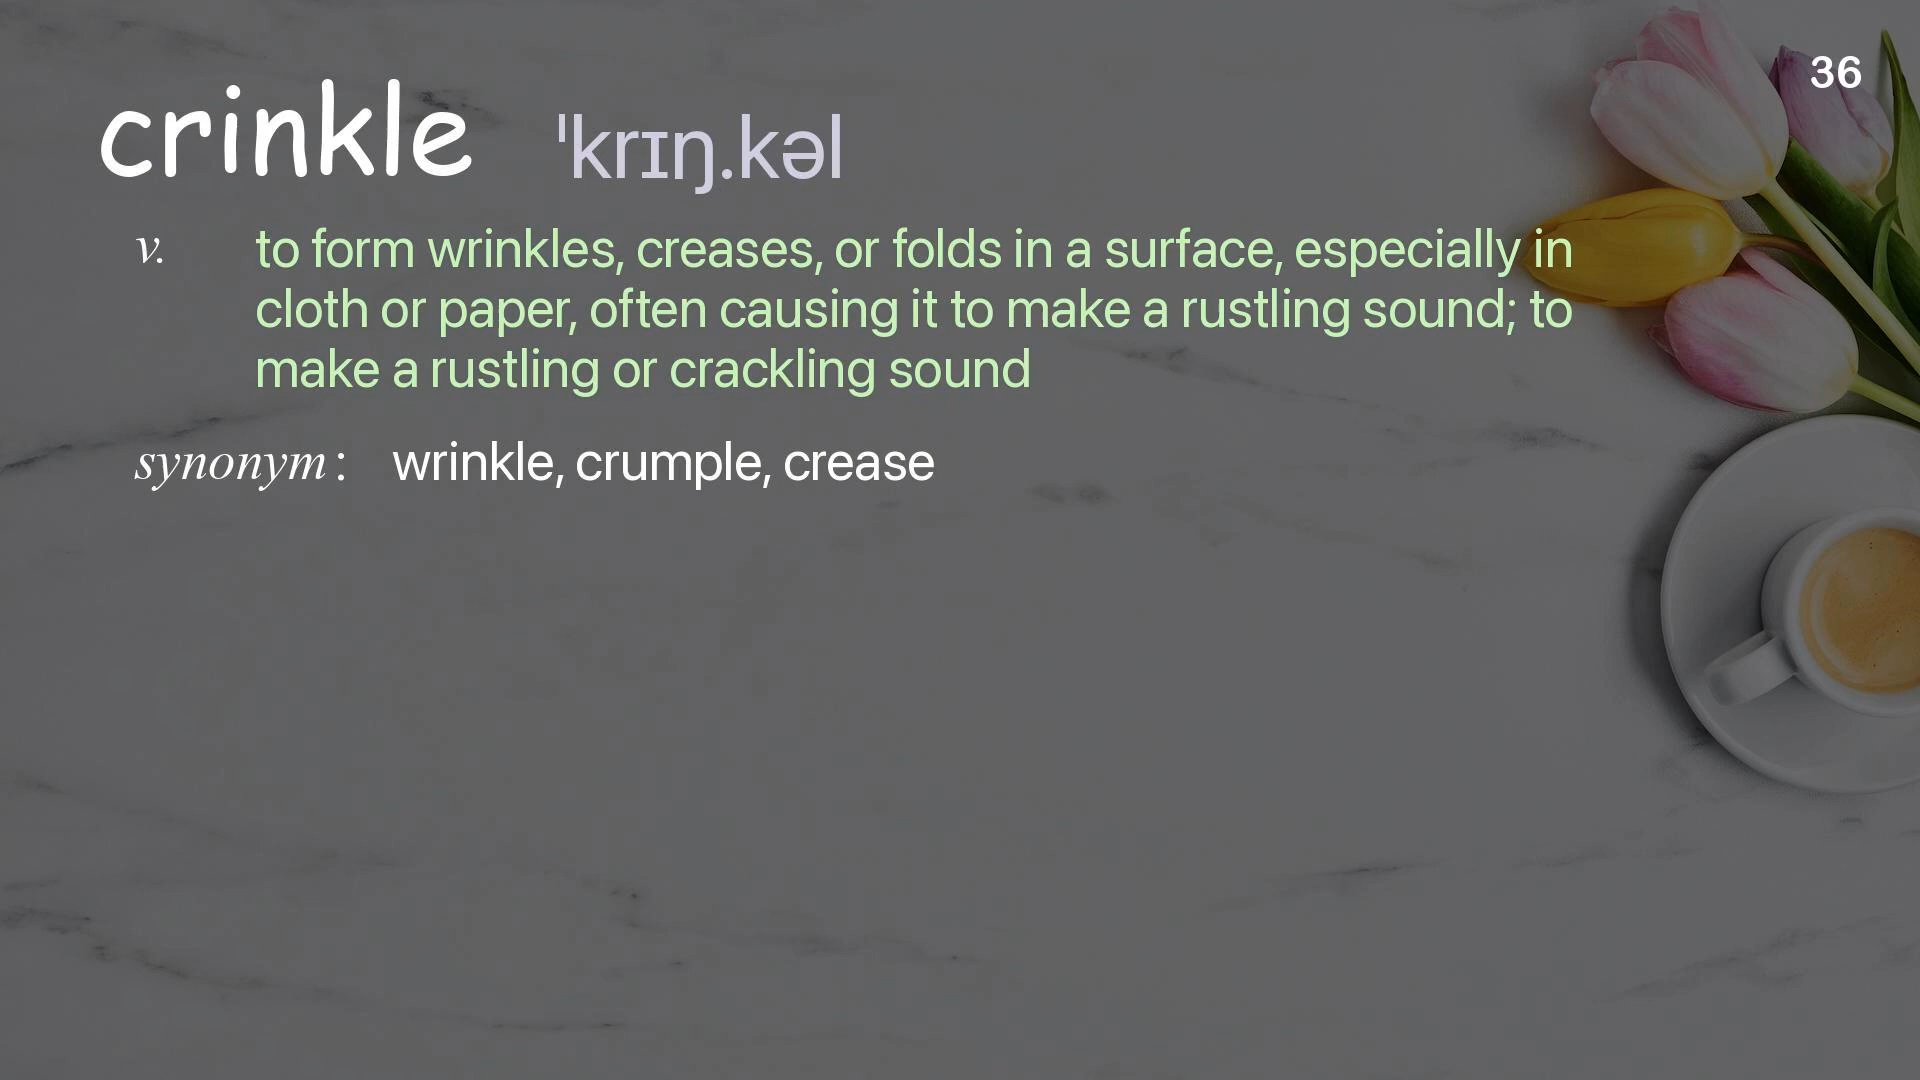 36
crinkle ˈkrɪŋ.kəl
v. to form wrinkles, creases, or folds in a surface, especially in
cloth or paper, often causing it to make a rustling sound; to
make a rustling or crackling sound
synonym: wrinkle, crumple, crease